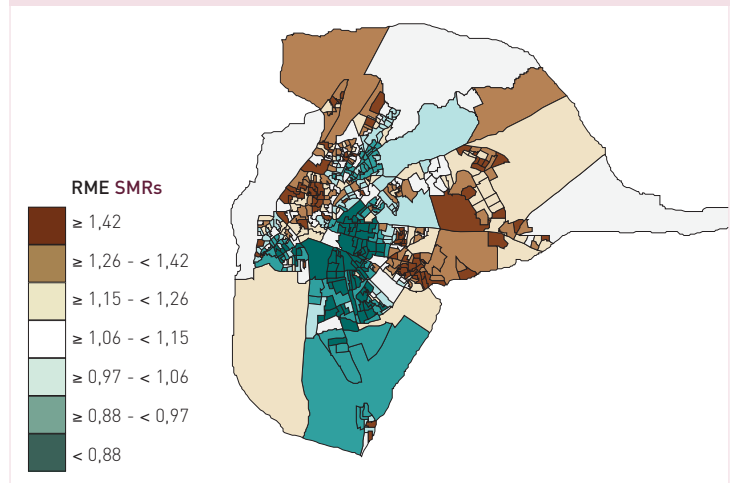 RME SMRs
≥ 1,42
≥ 1,26 - < 1,42
≥ 1,15 - < 1,26
≥ 1,06 - < 1,15
≥ 0,97 - < 1,06
≥ 0,88 - < 0,97
< 0,88